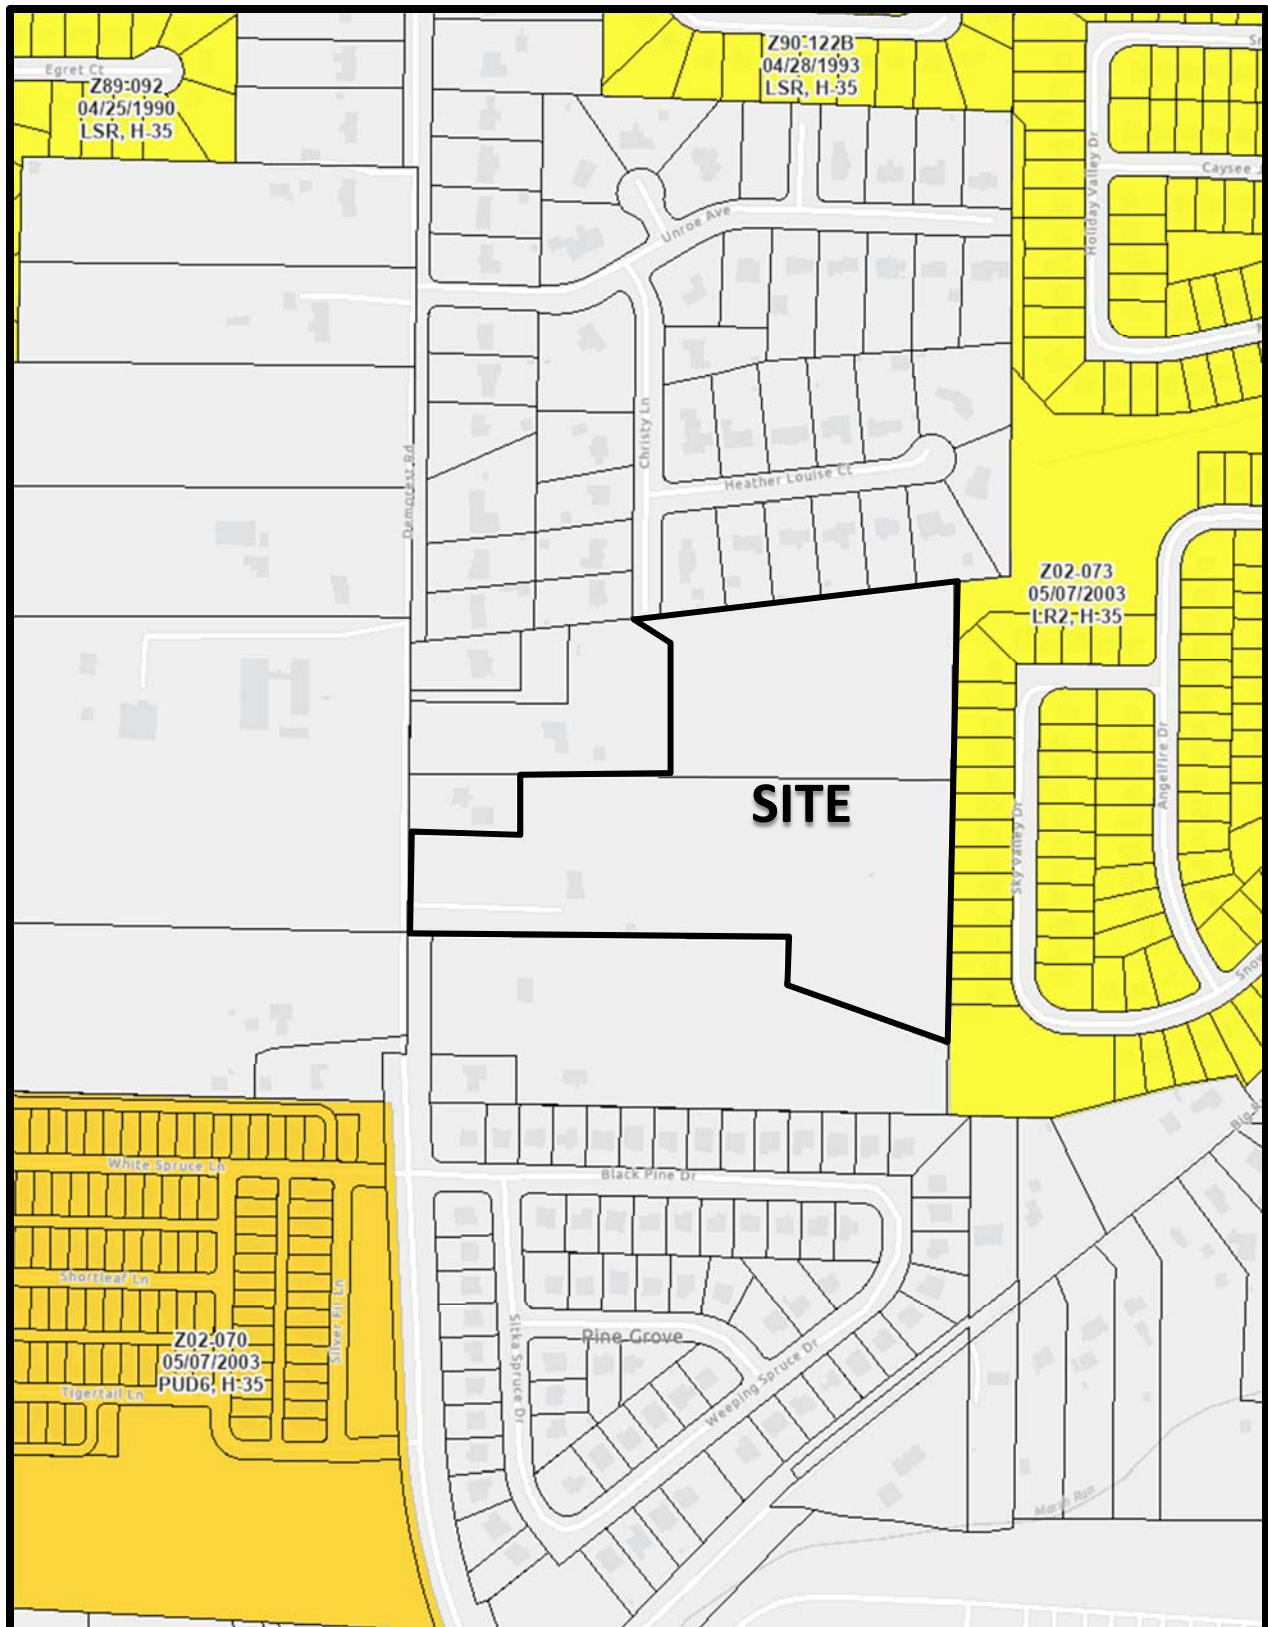 Egret Ct
Z89-092
04/25/1990
LSR, H-35
Z90-122B
04/28/1993
LSR, H-35
Holiday Valley Dr
Caysee
Unroe Ave
Christy Ln
Demorest Rd
Heather Louise Ct
Z02-073
05/07/2003
LR2, H-35
SITE
Sky Valley Dr
Angelfire Dr
White Spruce Ln
Black Pine Dr
Shortleaf Ln
Silver Fir Ln
Z02-070
05/07/2003
PUD6, H-35
Tigertail Ln
Sitka Spruce Dr
Pine Grove
Weeping Spruce Dr
Marsh Run